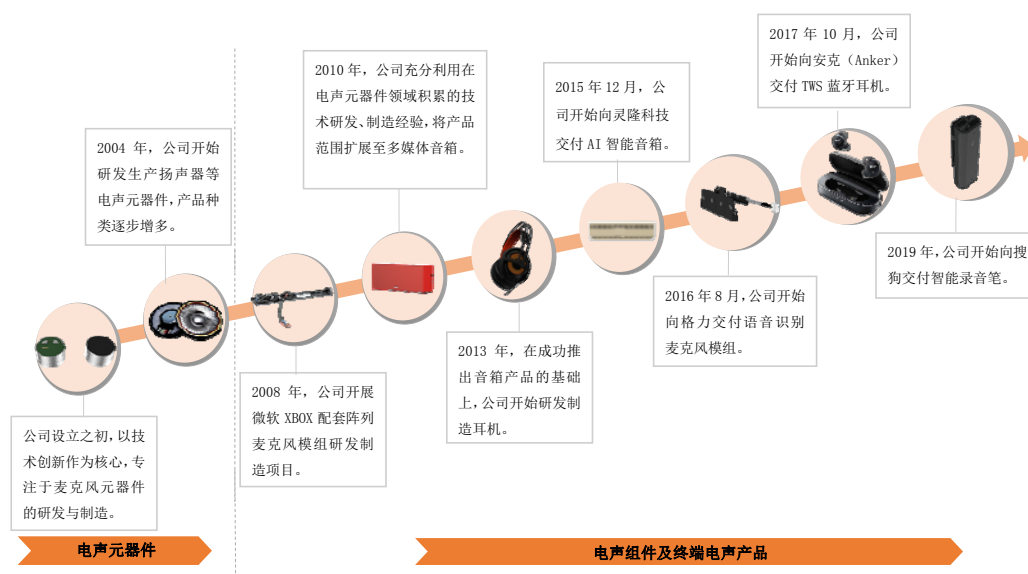 公司设立之初，以技
术创新作为核心，专
注于麦克风元器件
的研发与制造。
2004 年，公司开始
研发生产扬声器等
电声元器件，产品种
类逐步增多。
2008 年，公司开展
微软 XBOX 配套阵列
麦克风模组研发制
造项目。
2010 年，公司充分利用在
电声元器件领域积累的技
术研发、制造经验，将产品
范围扩展至多媒体音箱。
2013 年，在成功推
出音箱产品的基础
上，公司开始研发制
造耳机。
2015 年 12 月，公
司开始向灵隆科技
交付 AI 智能音箱。
2016 年 8 月，公司开始
向格力交付语音识别
麦克风模组。
2017 年 10 月，公司
开始向安克（Anker）
交付 TWS 蓝牙耳机。
2019 年，公司开始向搜
狗交付智能录音笔。
电声元器件
电声组件及终端电声产品